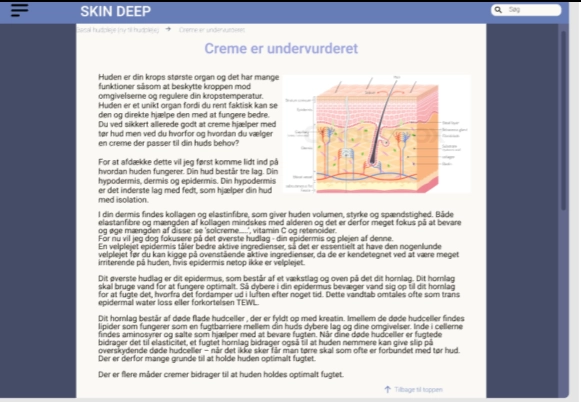 SKIN DEEP
Søg
hudpleje (ny til hudpleje) → Creme er undervurderet
Creme er undervurderet
Huden er din krops største organ og det har mange
funktioner såsom at beskytte kroppen mod
omgivelserne og regulere din kropstemperatur.
Huden er et unikt organ fordi du rent faktisk kan se
den og direkte hjælpe den med at fungere bedre.
Du ved sikkert allerede godt at creme hjælper med
tør hud men ved du hvorfor og hvordan du vælger
en creme der passer til din huds behov?
For at afdække dette vil jeg først komme lidt ind på
hvordan huden fungerer. Din hud består tre lag. Din
hypodermis, dermis og epidermis. Din hypodermis
er det inderste lag med fedt, som hjælper din hud
med isolation.
I din dermis findes kollagen og elastinfibre, som giver huden volumen, styrke og spændstighed. Både
elastanfibre og mængden af kollagen mindskes med alderen og det er derfor meget fokus på at bevare
og øge mængden af disse: se 'solcreme.....', vitamin C og retenoider.
For nu vil jeg dog fokusere på det øverste hudlag - din epidermis og plejen af denne.
En velplejet epidermis tåler bedre aktive ingredienser, så det er essentielt at have den nogenlunde
velplejet før du kan kigge på ovenstående aktive ingredienser, da de er kendetegnet ved at være meget
irriterende på huden, hvis epidermis netop ikke er velplejet.
Dit øverste hudlag er dit epidermus, som består af et vækstlag og oven på det dit hornlag. Dit hornlag
skal bruge vand for at fungere optimalt. Så dybere i din epidermus bevæger vand sig op til dit hornlag
for at fugte det, hvorfra det fordamper ud i luften efter noget tid. Dette vandtab omtales ofte som trans
epidermal water loss eller forkortelsen TEWL.
Dit hornlag består af døde flade hudceller , der er fyldt op med kreatin. Imellem de døde hudceller findes
lipider som fungerer som en fugtbarriere mellem din huds dybere lag og dine omgivelser. Inde i cellerne
findes aminosyrer og salte som hjælper med at bevare fugten. Når dine døde hudceller er fugtede
bidrager det til elasticitet, et fugtet hornlag bidrager også til at huden nemmere kan give slip på
overskydende døde hudceller – når det ikke sker får man tørre skal som ofte er forbundet med tør hud.
Der er derfor mange grunde til at holde huden optimalt fugtet.
Der er flere måder cremer bidrager til at huden holdes optimalt fugtet.
↑ Tilbage til toppen